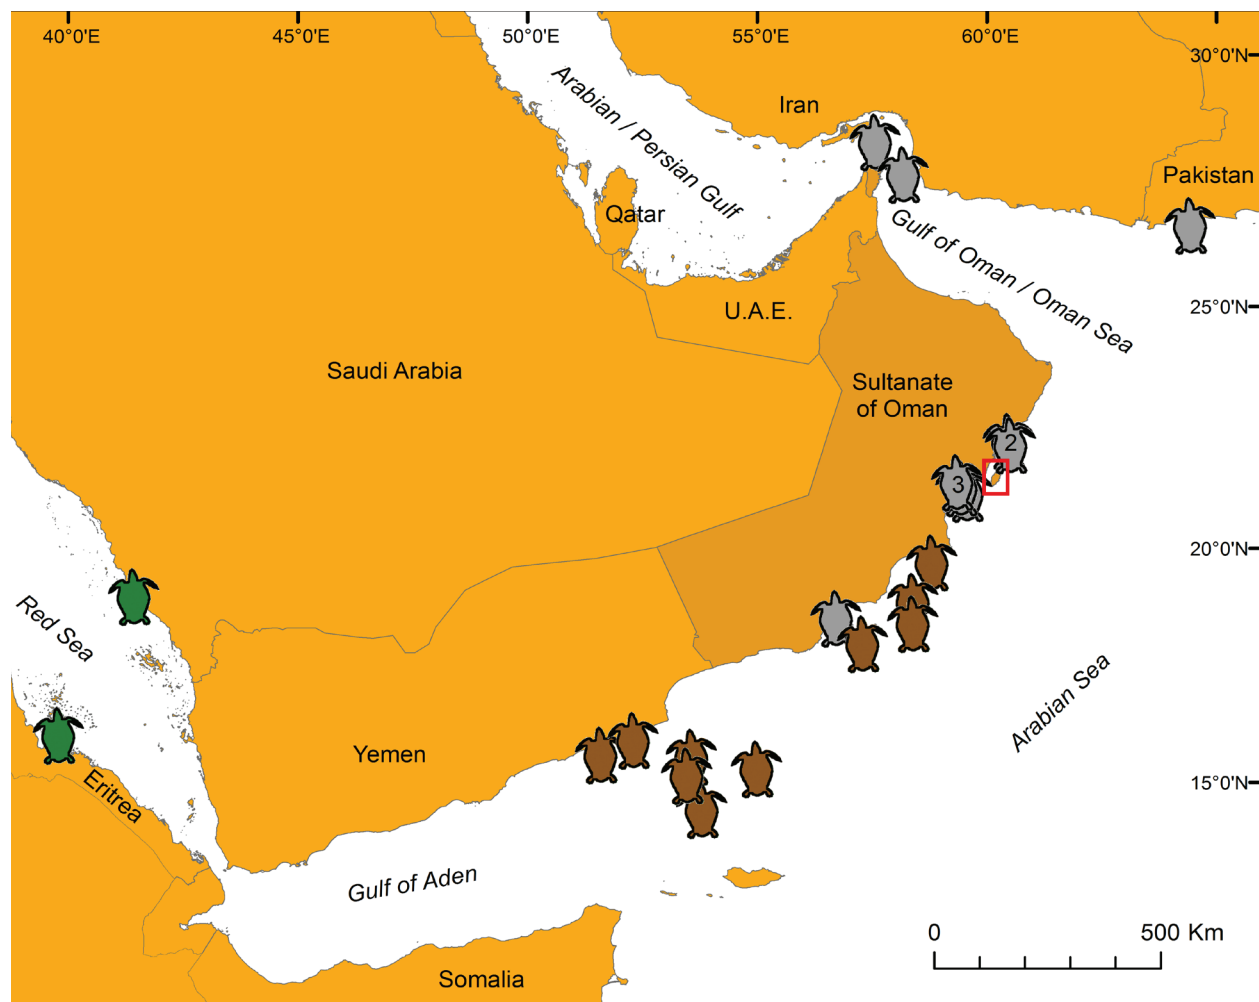 40°0'E
45°0'E
50°0'E
55°0'E
60°0'E
30°0'N
Arabian / Persian Gulf
Iran
Pakistan
Qatar
Gulf of Oman / Oman Sea
U.A.E.
25°0'N
Saudi Arabia
Sultanate
of Oman
2
3
20°0'N
Red Sea
Arabian Sea
Yemen
15°0'N
Eritrea
Gulf of Aden
0
500 Km
Somalia